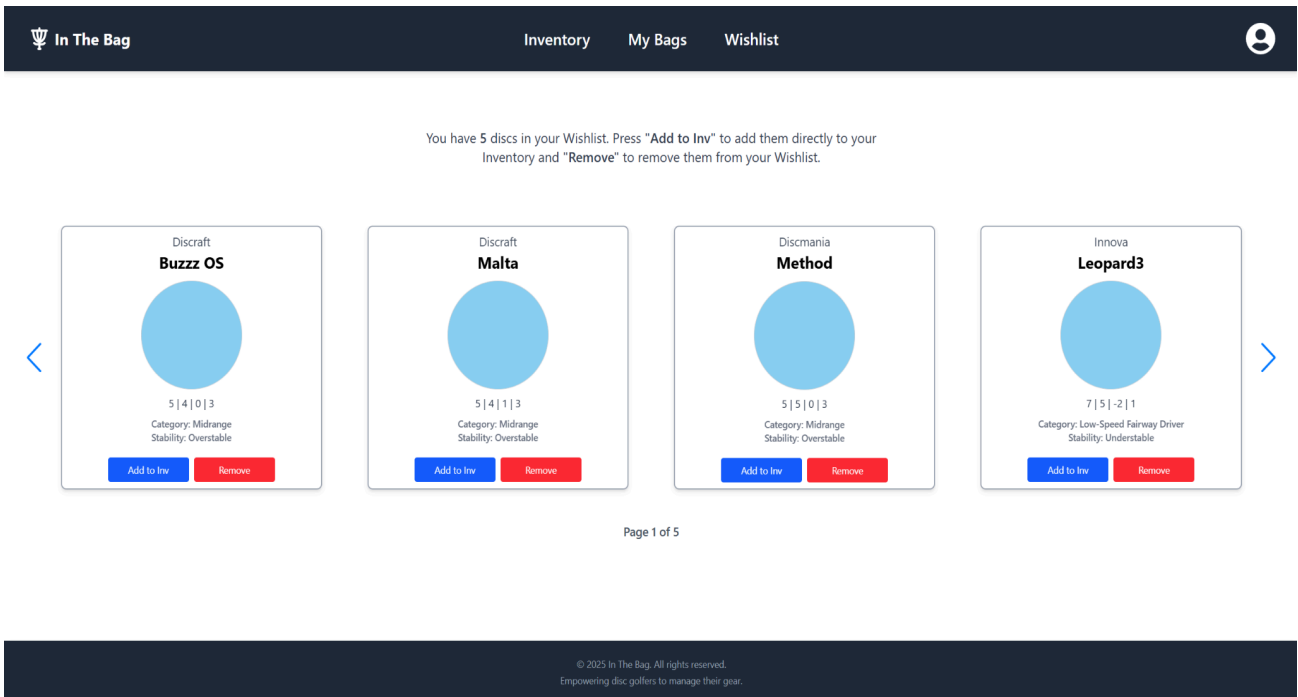 In The Bag
Inventory
My Bags
Wishlist
You have 5 discs in your Wishlist. Press "Add to Inv" to add them directly to your
Inventory and "Remove" to remove them from your Wishlist.
Discraft
Buzzz OS
5 | 4 | 0 | 3
Category: Midrange
Stability: Overstable
Add to Inv
Remove
Discraft
Malta
5 | 4 | 1 | 3
Category: Midrange
Stability: Overstable
Add to Inv
Remove
Discmania
Method
5 | 5 | 0 | 3
Category: Midrange
Stability: Overstable
Add to Inv
Remove
Innova
Leopard3
7 | 5 | -2 | 1
Category: Low-Speed Fairway Driver
Stability: Understable
Add to Inv
Remove
Page 1 of 5
© 2025 In The Bag. All rights reserved.
Empowering disc golfers to manage their gear.